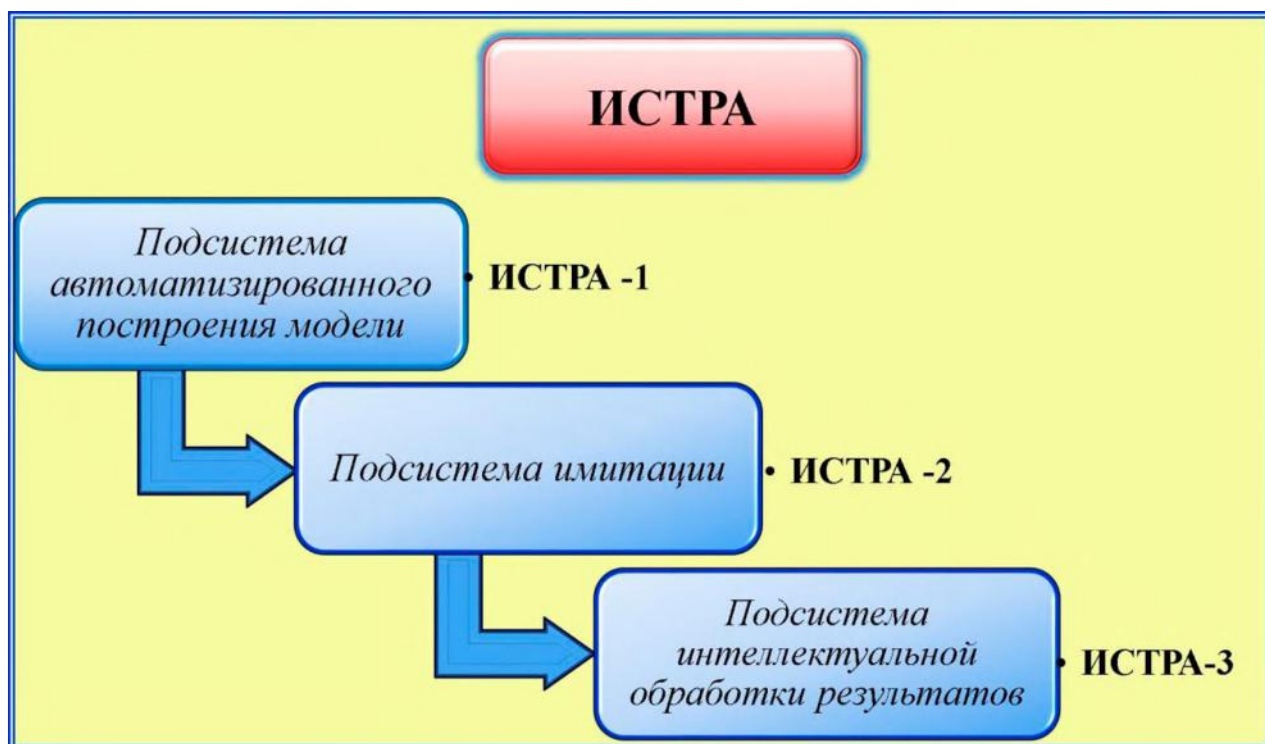 ИСТРА
Подсистема
автоматизированного
построения модели
• ИСТРА -1
Подсистема имитации
• ИСТРА -2
Подсистема
интеллектуальной
обработки результатов
• ИСТРА-3